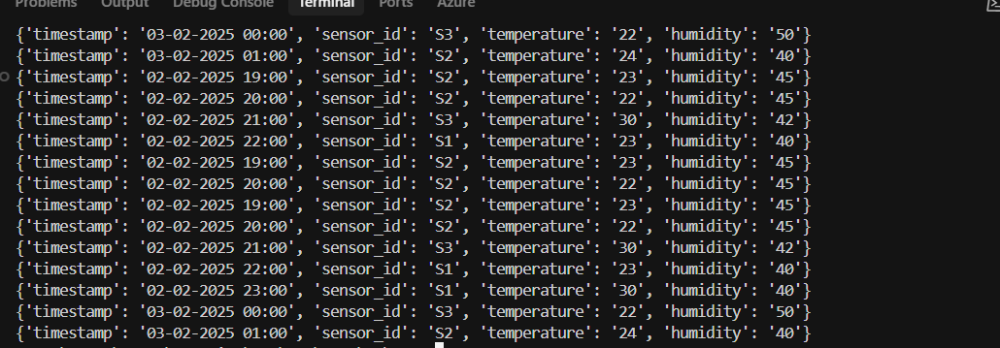 Problems Output Debug Console Terminal Ports Azure
{'timestamp': '03-02-2025 00:00', 'sensor_id': 'S3', 'temperature': '22', 'humidity': '50'}
{'timestamp': '03-02-2025 01:00', 'sensor_id': 'S2', 'temperature': '24', 'humidity': '40'}
{'timestamp': '02-02-2025 19:00', 'sensor_id': 'S2', 'temperature': '23', 'humidity': '45'}
{'timestamp': '02-02-2025 20:00', 'sensor_id': 'S2', 'temperature': '22', 'humidity': '45'}
{'timestamp': '02-02-2025 21:00', 'sensor_id': 'S3', 'temperature': '30', 'humidity': '42'}
{'timestamp': '02-02-2025 22:00', 'sensor_id': 'S1', 'temperature': '23', 'humidity': '40'}
{'timestamp': '02-02-2025 19:00', 'sensor_id': 'S2', 'temperature': '23', 'humidity': '45'}
{'timestamp': '02-02-2025 20:00', 'sensor_id': 'S2', 'temperature': '22', 'humidity': '45'}
{'timestamp': '02-02-2025 19:00', 'sensor_id': 'S2', 'temperature': '23', 'humidity': '45'}
{'timestamp': '02-02-2025 20:00', 'sensor_id': 'S2', 'temperature': '22', 'humidity': '45'}
{'timestamp': '02-02-2025 21:00', 'sensor_id': 'S3', 'temperature': '30', 'humidity': '42'}
{'timestamp': '02-02-2025 22:00', 'sensor_id': 'S1', 'temperature': '23', 'humidity': '40'}
{'timestamp': '02-02-2025 23:00', 'sensor_id': 'S1', 'temperature': '30', 'humidity': '40'}
{'timestamp': '03-02-2025 00:00', 'sensor_id': 'S3', 'temperature': '22', 'humidity': '50'}
{'timestamp': '03-02-2025 01:00', 'sensor_id': 'S2', 'temperature': '24', 'humidity': '40'}